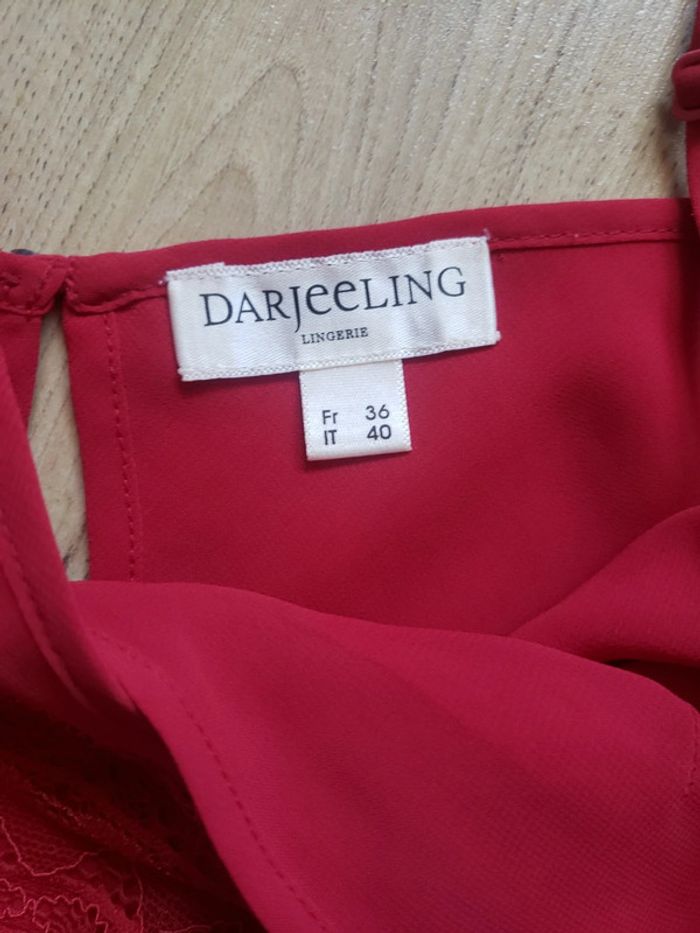 DARJeeLING
LINGERIE
Fr 36
IT 40